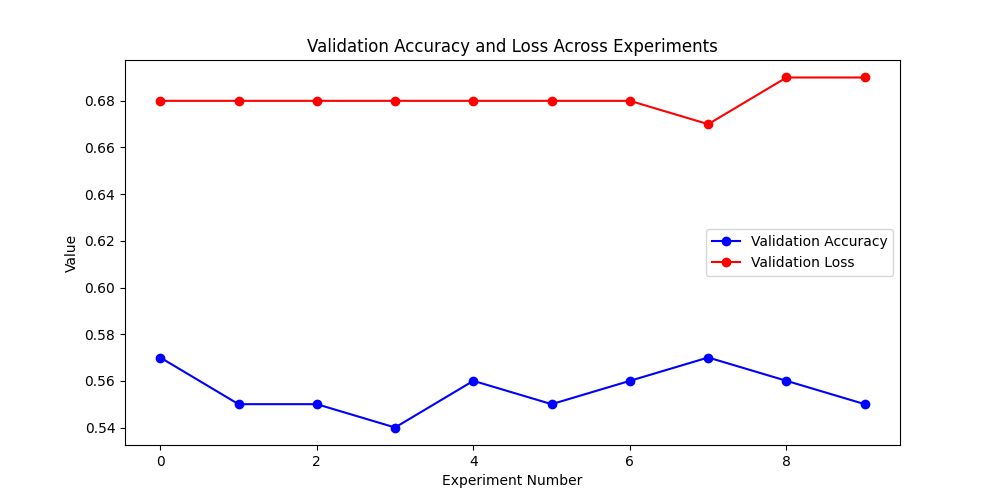 Validation Accuracy and Loss Across Experiments
0.68
0.66
0.64
0.62
0.60
0.58
0.56
0.54
Value
Validation Accuracy
Validation Loss
0 2 4 6 8
Experiment Number